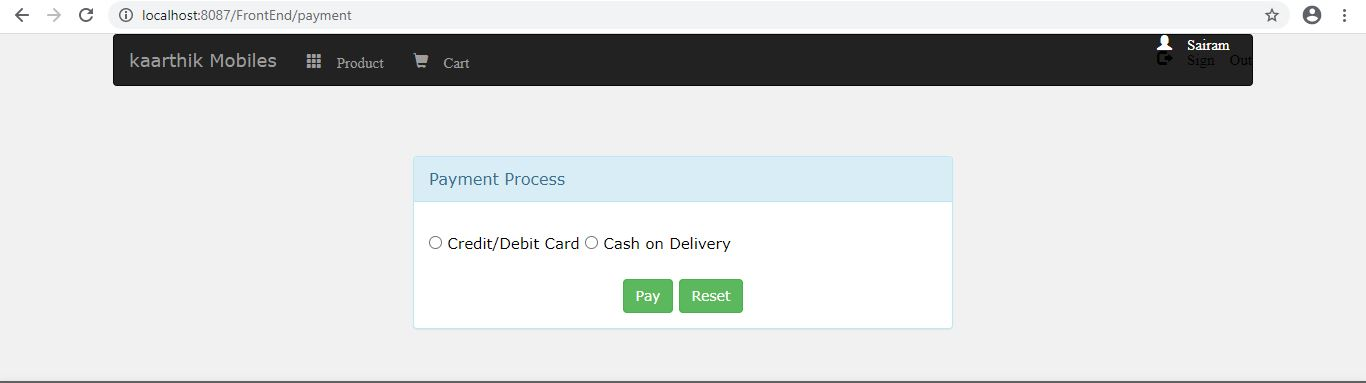 localhost:8087/FrontEnd/payment
kaarthik Mobiles Product Cart
Sairam
Sign Out
Payment Process
Credit/Debit Card Cash on Delivery
Pay Reset